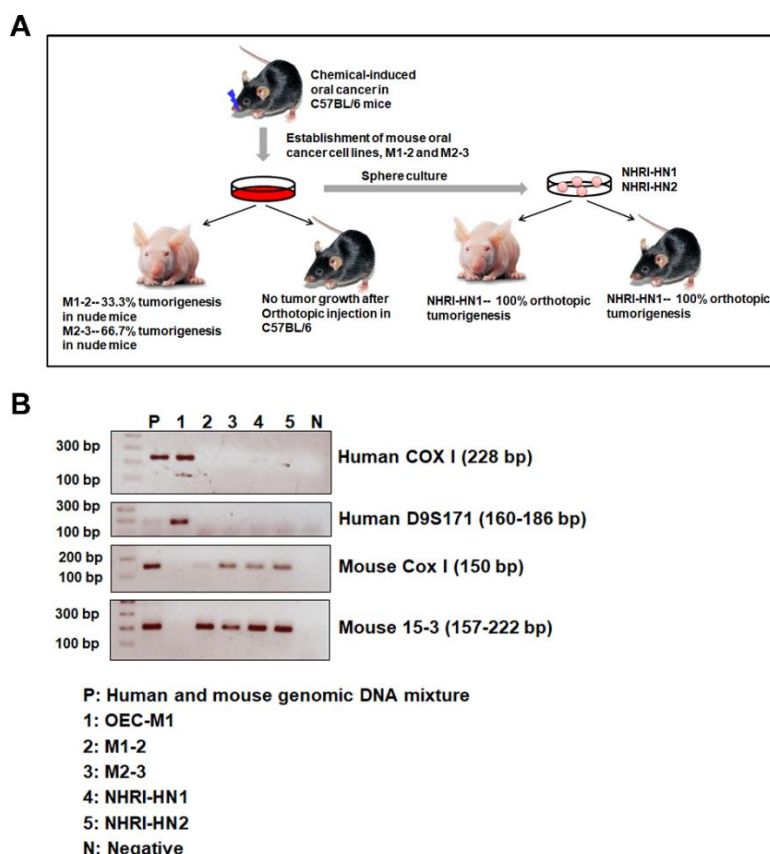 A
Chemical-induced
oral cancer in
C57BL/6 mice
Establishment of mouse oral
cancer cell lines, M1-2 and M2-3
Sphere culture
NHRI-HN1
NHRI-HN2
M1-2-- 33.3% tumorigenesis
in nude mice
M2-3-- 66.7% tumorigenesis
in nude mice
No tumor growth after
Orthotopic injection in
C57BL/6
NHRI-HN1-- 100% orthotopic
tumorigenesis
NHRI-HN1-- 100% orthotopic
tumorigenesis
B
P 1 2 3 4 5 N
300 bp
100 bp
Human COX I (228 bp)
300 bp
100 bp
Human D9S171 (160-186 bp)
200 bp
100 bp
Mouse Cox I (150 bp)
300 bp
100 bp
Mouse 15-3 (157-222 bp)
P: Human and mouse genomic DNA mixture
1: OEC-M1
2: M1-2
3: M2-3
4: NHRI-HN1
5: NHRI-HN2
N: Negative